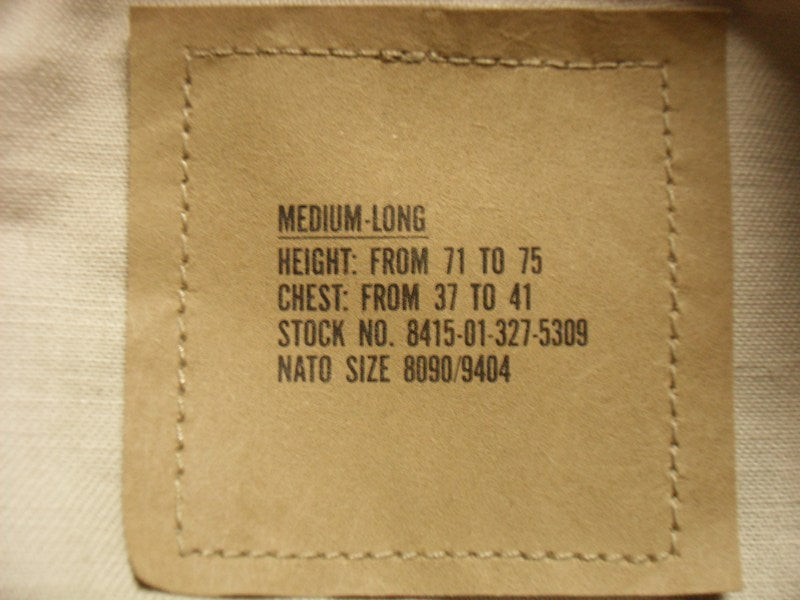 MEDIUM-LONG
HEIGHT: FROM 71 TO 75
CHEST: FROM 37 TO 41
STOCK NO. 8415-01-327-5309
NATO SIZE 8090/9404